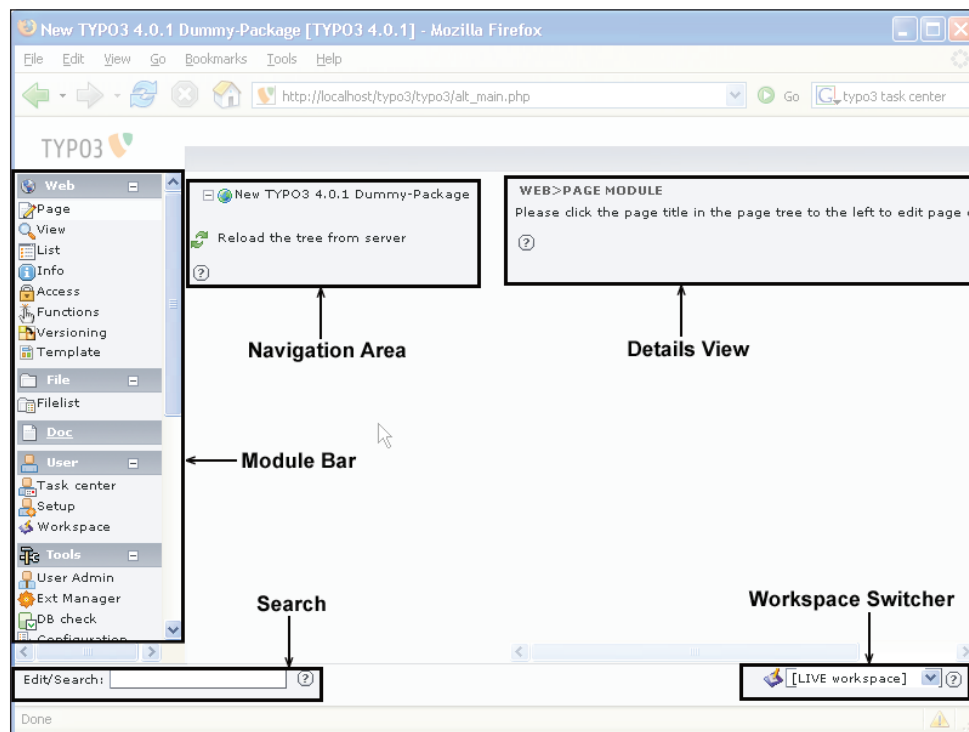 New TYPO3 4.0.1 Dummy-Package [TYPO3 4.0.1] - Mozilla Firefox
File Edit View Go Bookmarks Tools Help
http://localhost/typo3/typo3/alt_main.php Go typo3 task center
TYPO3
Web
Page
View
List
Info
Access
Functions
Versioning
Template
File
Filelist
Doc
User
Task center
Setup
Workspace
Tools
User Admin
Ext Manager
DB check
Configuration
New TYPO3 4.0.1 Dummy-Package
Reload the tree from server
Navigation Area
WEB>PAGE MODULE
Please click the page title in the page tree to the left to edit page
Details View
Module Bar
Search
Workspace Switcher
Edit/Search:
[LIVE workspace]
Done